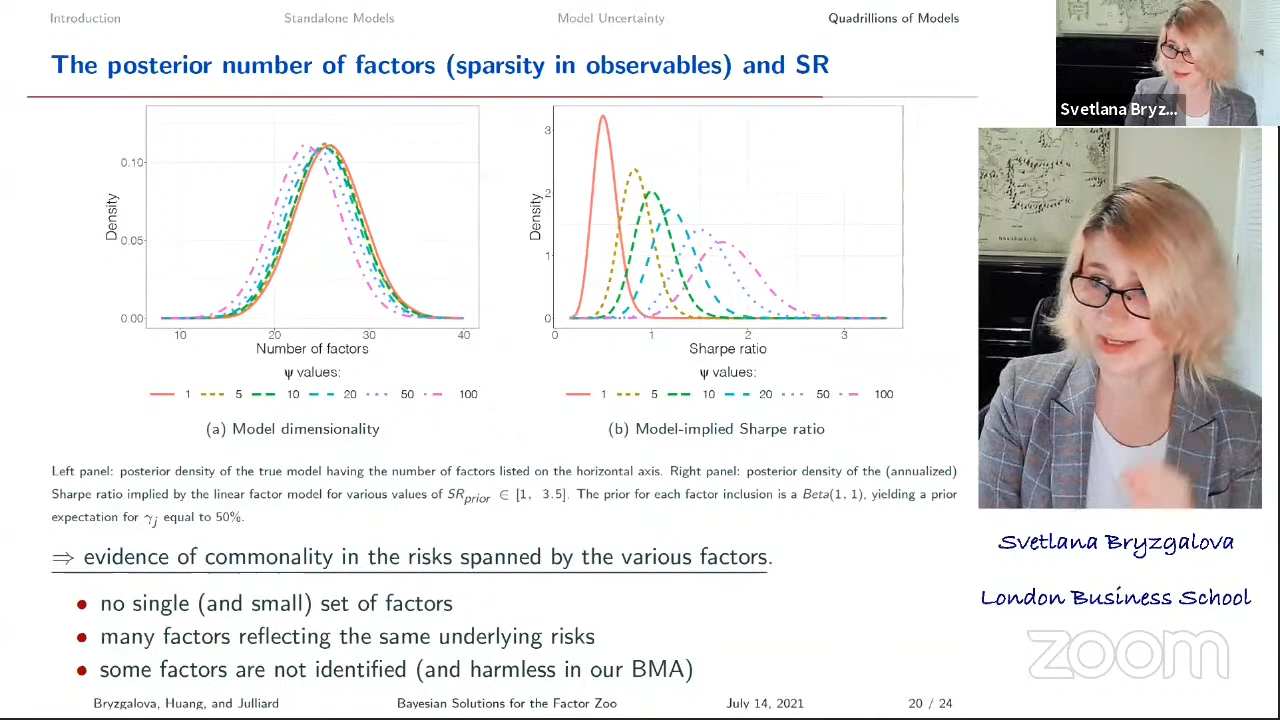 Introduction
Standalone Models
Model Uncertainty
Quadrillions of Models
The posterior number of factors (sparsity in observables) and SR
0.10
0.05
0.00
Density
10
20
30
40
Number of factors
ψ values:
1 5 10 20 50 100
(a) Model dimensionality
3
2
1
0
Density
0
1
2
3
Sharpe ratio
ψ values:
1 5 10 20 50 100
(b) Model-implied Sharpe ratio
Left panel: posterior density of the true model having the number of factors listed on the horizontal axis. Right panel: posterior density of the (annualized)
Sharpe ratio implied by the linear factor model for various values of SRprior ∈ [1, 3.5]. The prior for each factor inclusion is a Beta(1, 1), yielding a prior
expectation for γj equal to 50%.
⇒ evidence of commonality in the risks spanned by the various factors.
• no single (and small) set of factors
• many factors reflecting the same underlying risks
• some factors are not identified (and harmless in our BMA)
Bryzgalova, Huang, and Julliard
Bayesian Solutions for the Factor Zoo
July 14, 2021
20 / 24
Svetlana Bryz...
Svetlana Bryzgalova
London Business School
zoom